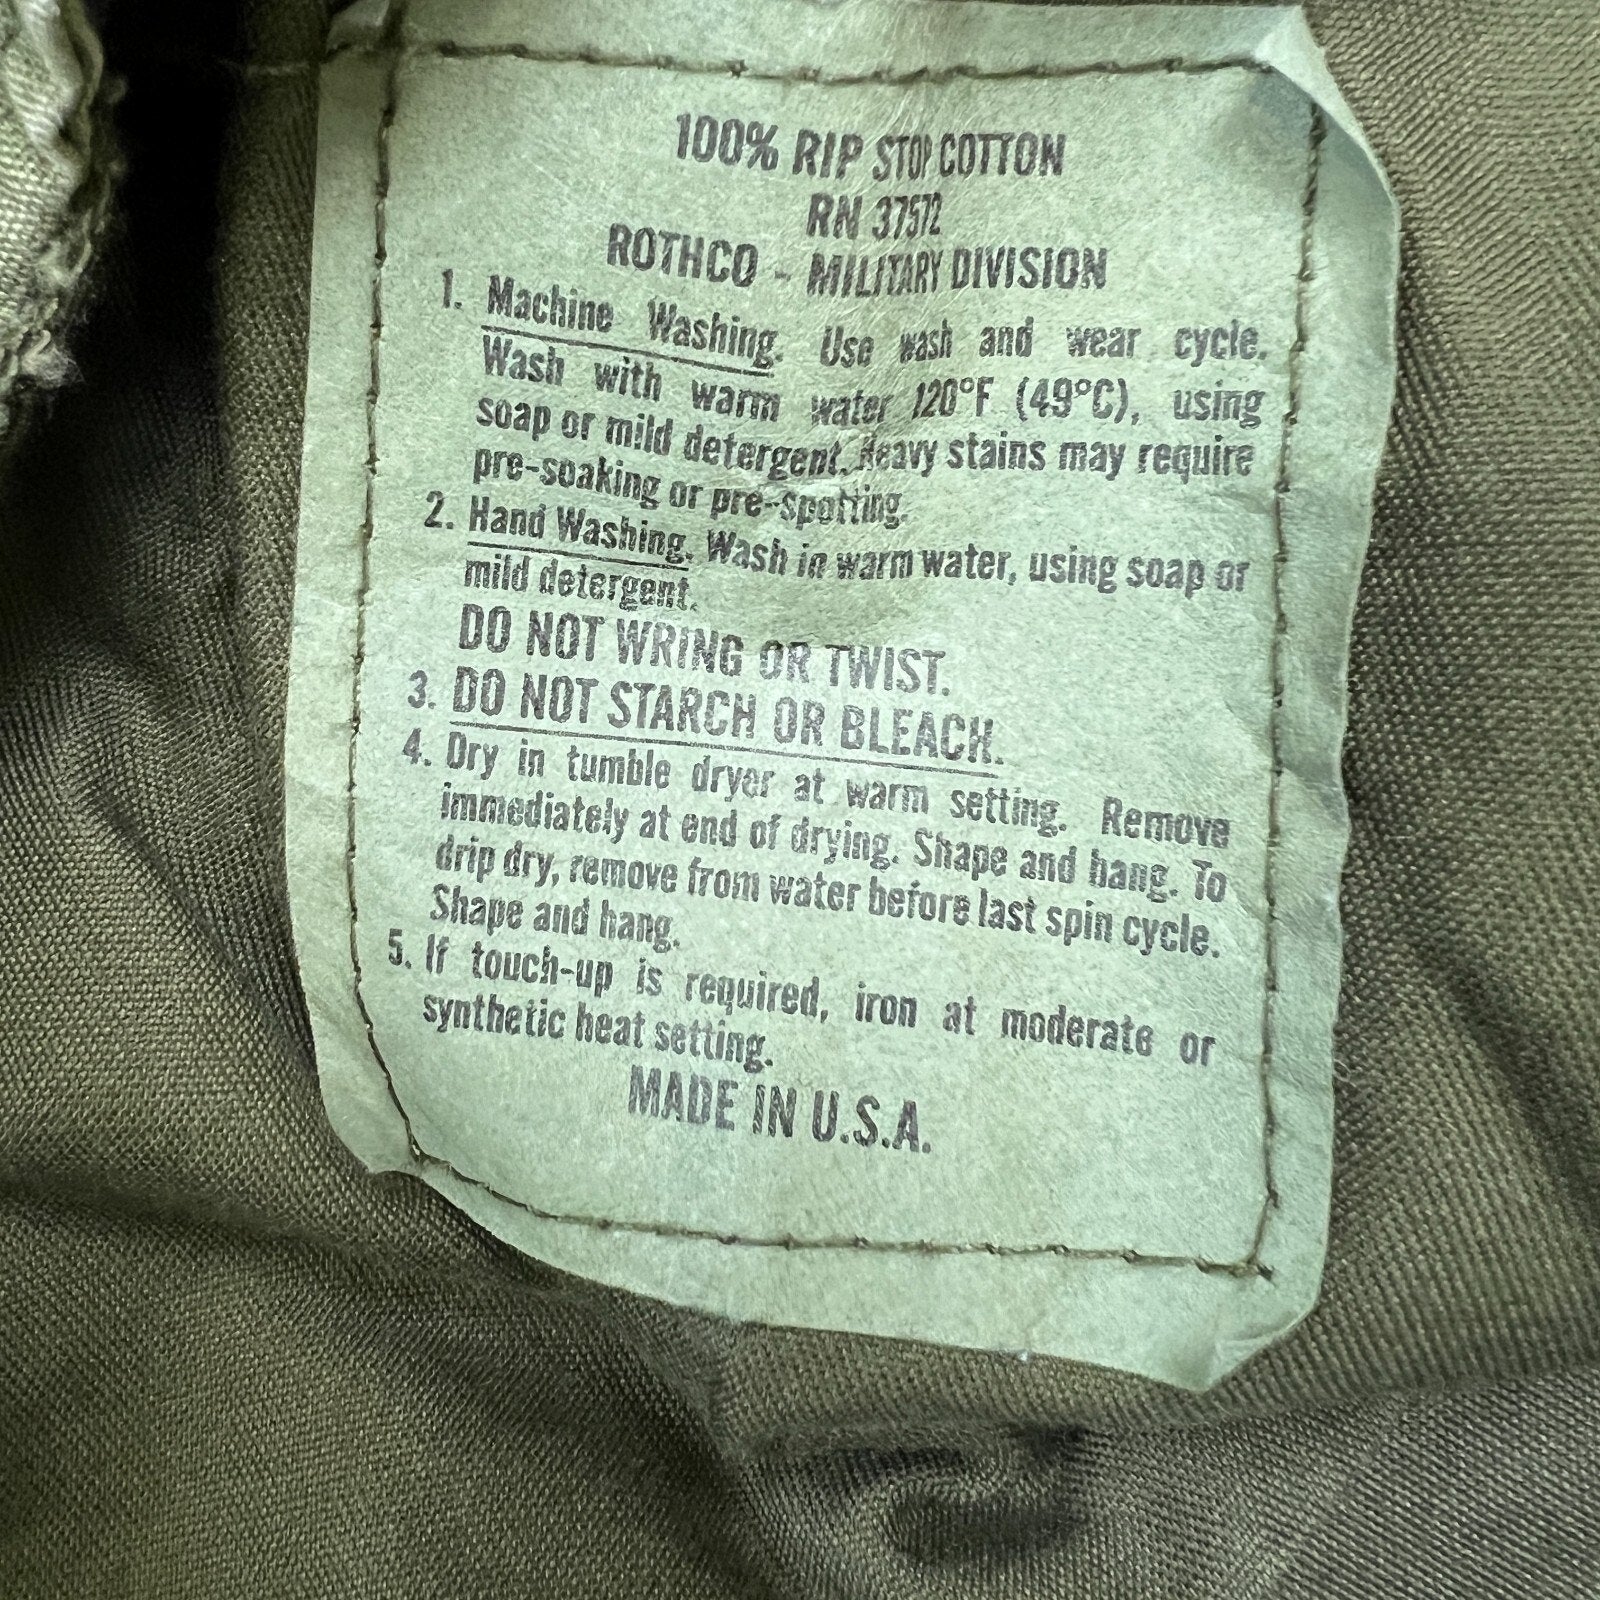 100% RIP STOP COTTON
RN 37572
ROTHCO - MILITARY DIVISION
1. Machine Washing. Use wash and wear cycle.
Wash with warm water 120°F (49°C), using
soap or mild detergent. Heavy stains may require
pre-soaking or pre-spotting.
2. Hand Washing. Wash in warm water, using soap or
mild detergent.
DO NOT WRING OR TWIST.
3. DO NOT STARCH OR BLEACH.
4. Dry in tumble dryer at warm setting. Remove
immediately at end of drying. Shape and hang. To
drip dry, remove from water before last spin cycle.
Shape and hang.
5. If touch-up is required, iron at moderate or
synthetic heat setting.
MADE IN U.S.A.